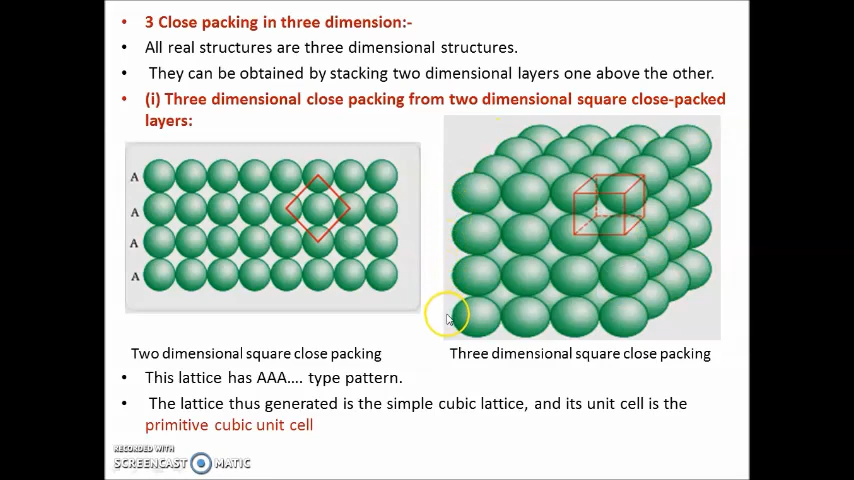 3 Close packing in three dimension:-
All real structures are three dimensional structures.
They can be obtained by stacking two dimensional layers one above the other.
(i) Three dimensional close packing from two dimensional square close-packed
layers:
A
A
A
A
Two dimensional square close packing
Three dimensional square close packing
This lattice has AAA.... type pattern.
The lattice thus generated is the simple cubic lattice, and its unit cell is the
primitive cubic unit cell
RECORDED WITH
SCREENCAST MATIC